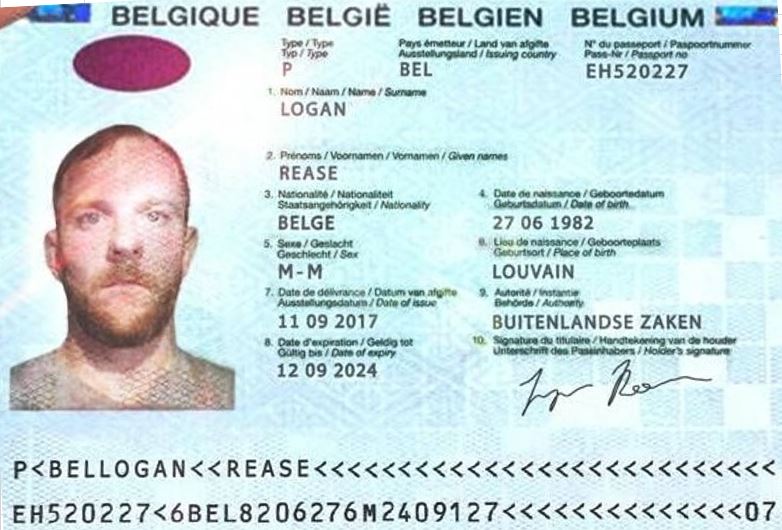 BELGIQUE BELGIË BELGIEN BELGIUM
Type / Type Pays émetteur / Land van afgifte N° du passeport / Paspoortnummer
Typ / Type Ausstellungsland / Issuing country Pass-Nr / Passport no
P BEL EH520227
1. Nom / Naam / Name / Surname
LOGAN
2. Prénoms / Voornamen / Vornamen / Given names
REASE
3. Nationalité / Nationaliteit 4. Date de naissance / Geboortedatum
Staatsangehörigkeit / Nationality Geburtsdatum / Date of birth
BELGE 27 06 1982
5. Sexe / Geslacht 6. Lieu de naissance / Geboorteplaats
Geschlecht / Sex Geburtsort / Place of birth
M-M LOUVAIN
7. Date de délivrance / Datum van afgifte 9. Autorité / Instantie
Ausstellungsdatum / Date of issue Behörde / Authority
11 09 2017 BUITENLANDSE ZAKEN
8. Date d'expiration / Geldig tot 10. Signature du titulaire / Handtekening van de houder
Gültig bis / Date of expiry Unterschrift des Passinhabers / Holder's signature
12 09 2024
P<BELLOGAN<<REASE<<<<<<<<<<<<<<<<<<<<<<<<<<<
EH520227<6BEL8206276M2409127<<<<<<<<<<<<<<07